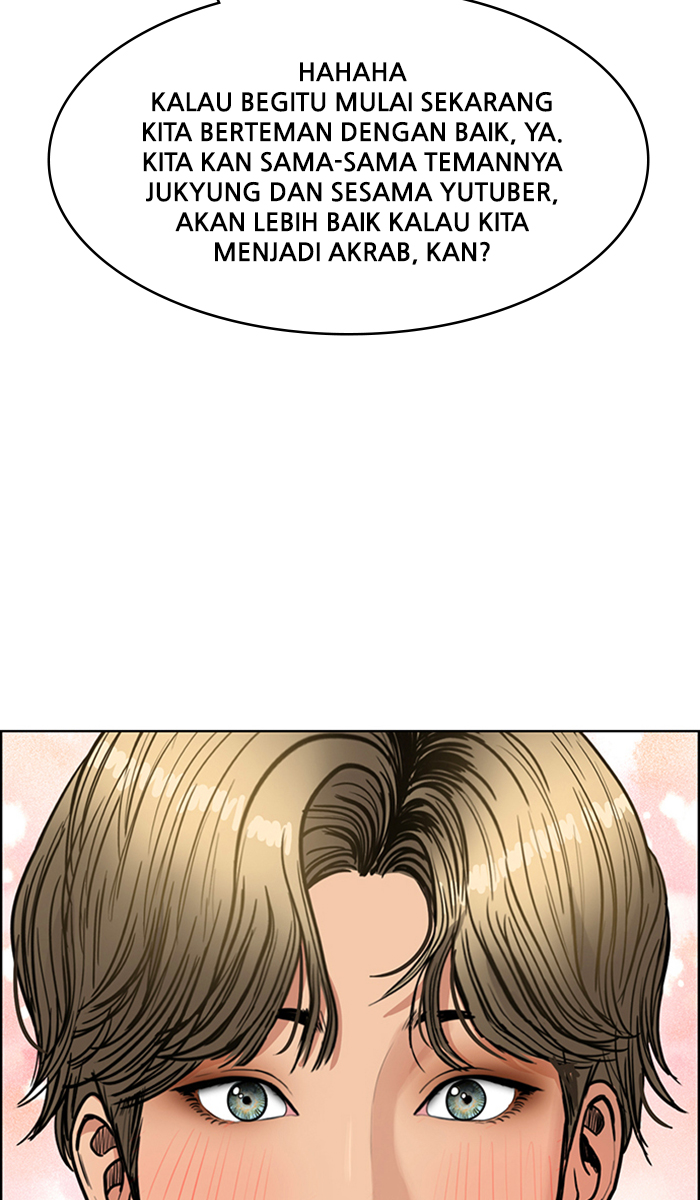 HAHAHA
KALAU BEGITU MULAI SEKARANG
KITA BERTEMAN DENGAN BAIK, YA.
KITA KAN SAMA-SAMA TEMANNYA
JUKYUNG DAN SESAMA YUTUBER,
AKAN LEBIH BAIK KALAU KITA
MENJADI AKRAB, KAN?